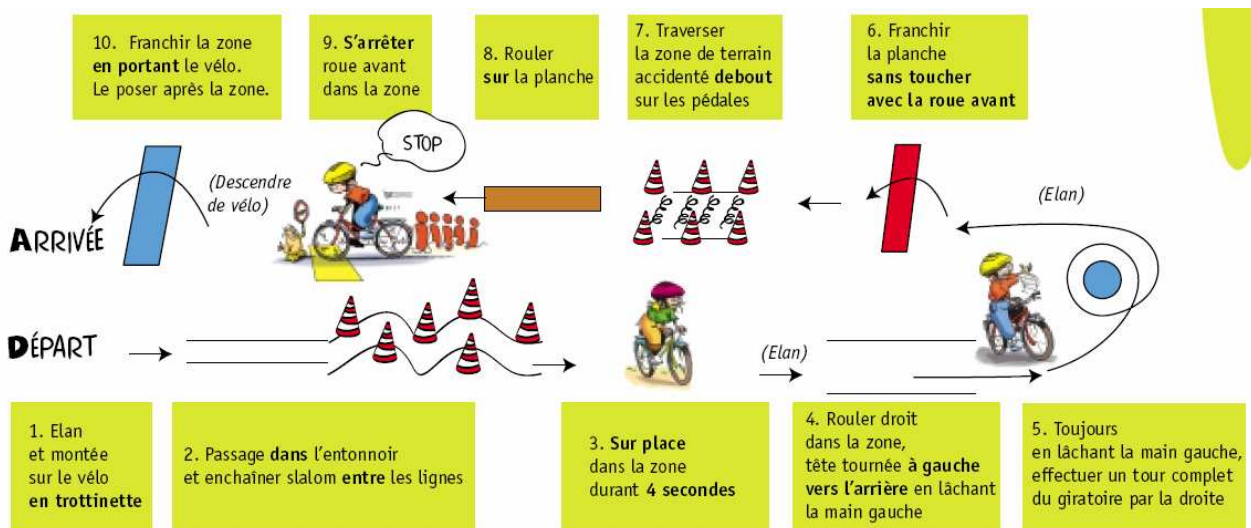 10. Franchir la zone
en portant le vélo.
Le poser après la zone.
9. S'arrêter
roue avant
dans la zone
8. Rouler
sur la planche
7. Traverser
la zone de terrain
accidenté debout
sur les pédales
6. Franchir
la planche
sans toucher
avec la roue avant
STOP
(Descendre
de vélo)
(Elan)
ARRIVÉE
DÉPART
(Elan)
1. Elan
et montée
sur le vélo
en trottinette
2. Passage dans l'entonnoir
et enchaîner slalom entre les lignes
3. Sur place
dans la zone
durant 4 secondes
4. Rouler droit
dans la zone,
tête tournée à gauche
vers l'arrière en lâchant
la main gauche
5. Toujours
en lâchant la main gauche,
effectuer un tour complet
du giratoire par la droite